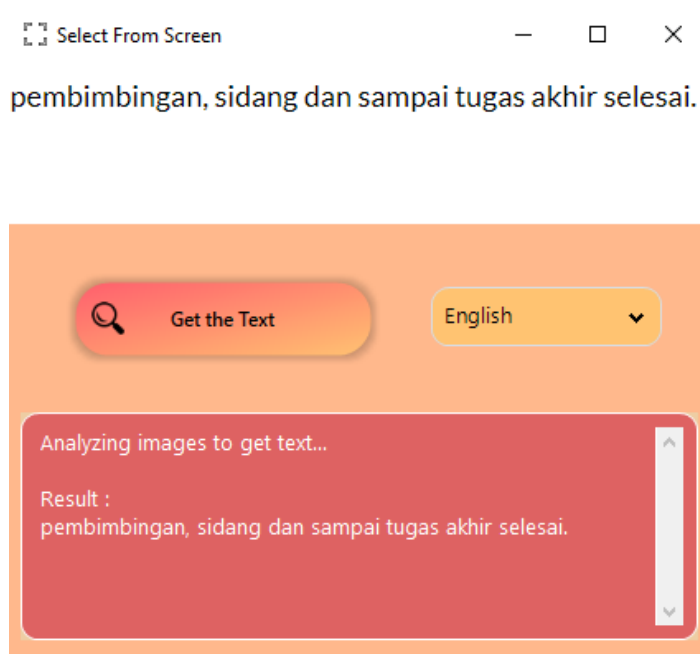 Select From Screen
pembimbingan, sidang dan sampai tugas akhir selesai.
Get the Text
English
Analyzing images to get text...
Result :
pembimbingan, sidang dan sampai tugas akhir selesai.